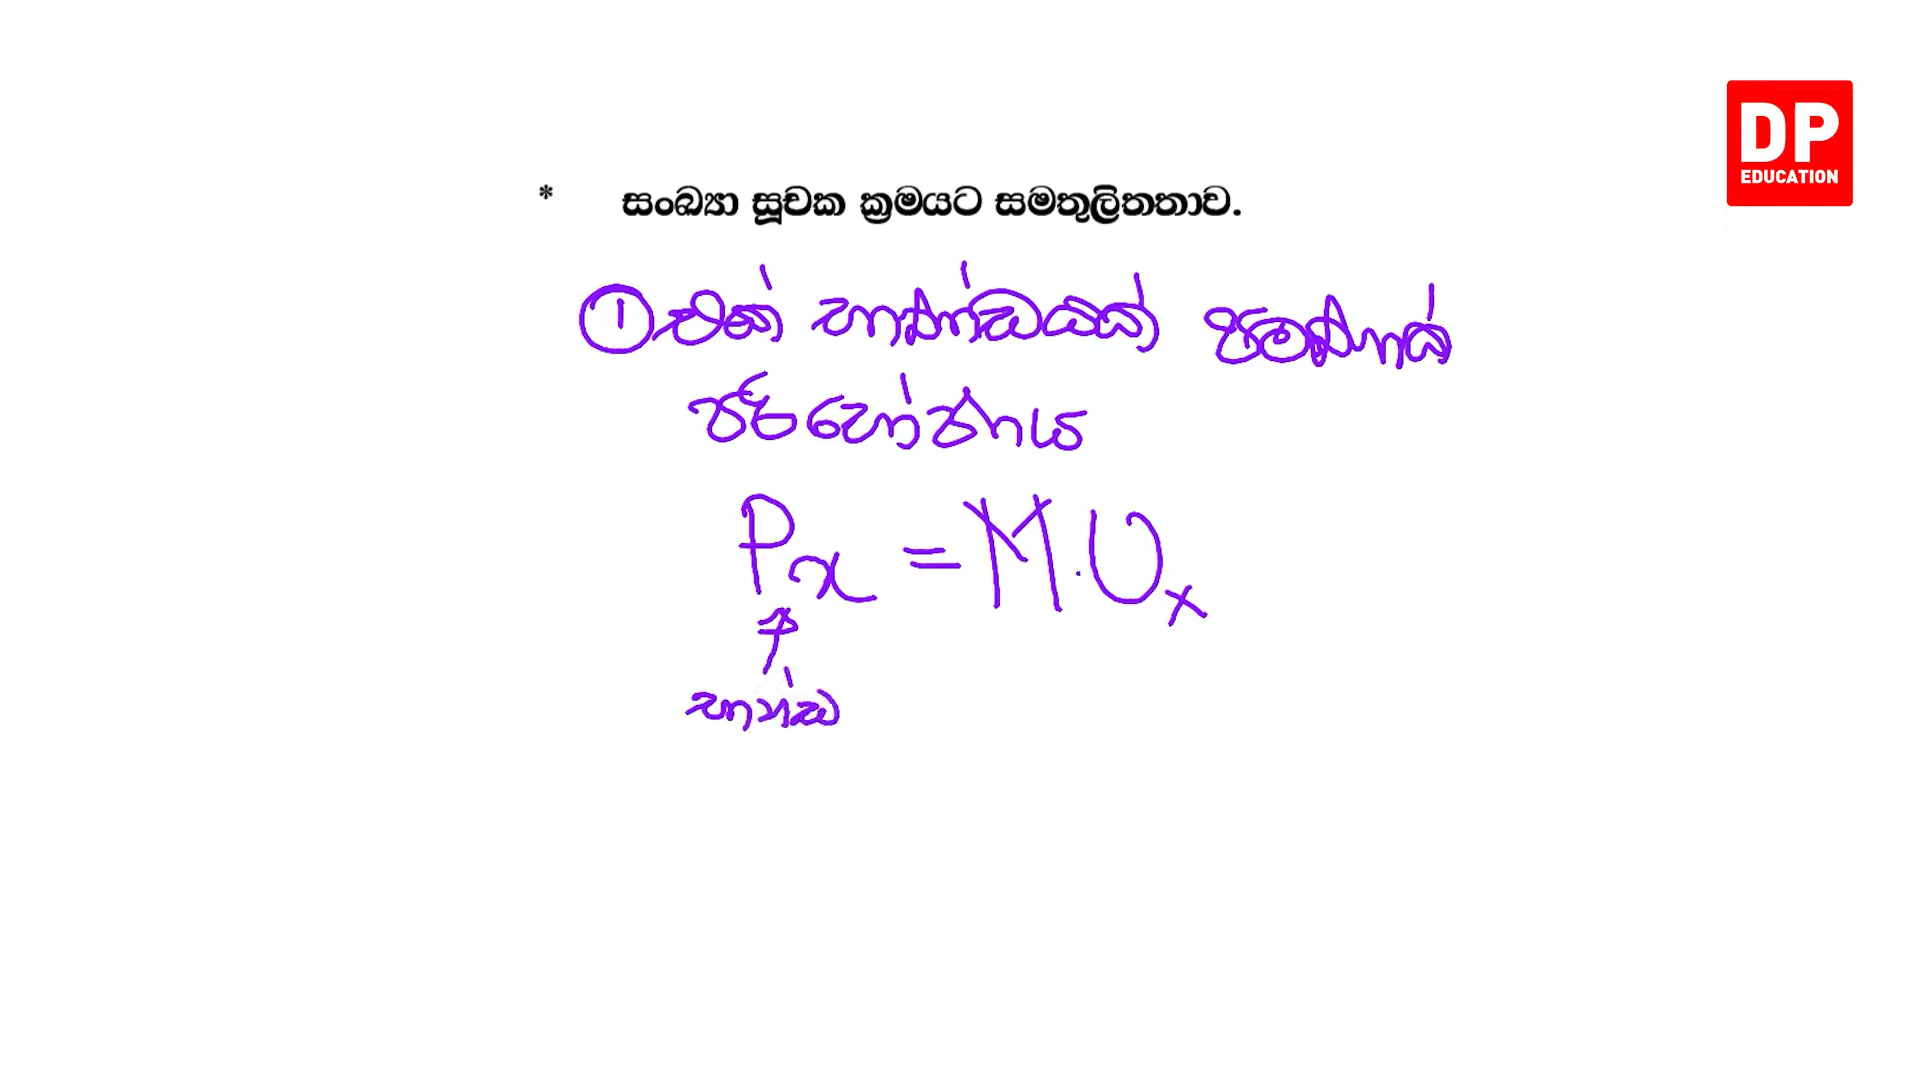 DP
EDUCATION
* සංඛ්‍යා සූචක ක්‍රමයට සමතුලිතතාව.
① එක් භාණ්ඩයක් පමණක්
පරිභෝජනය
Px = M.Ux
භාන්ඩ